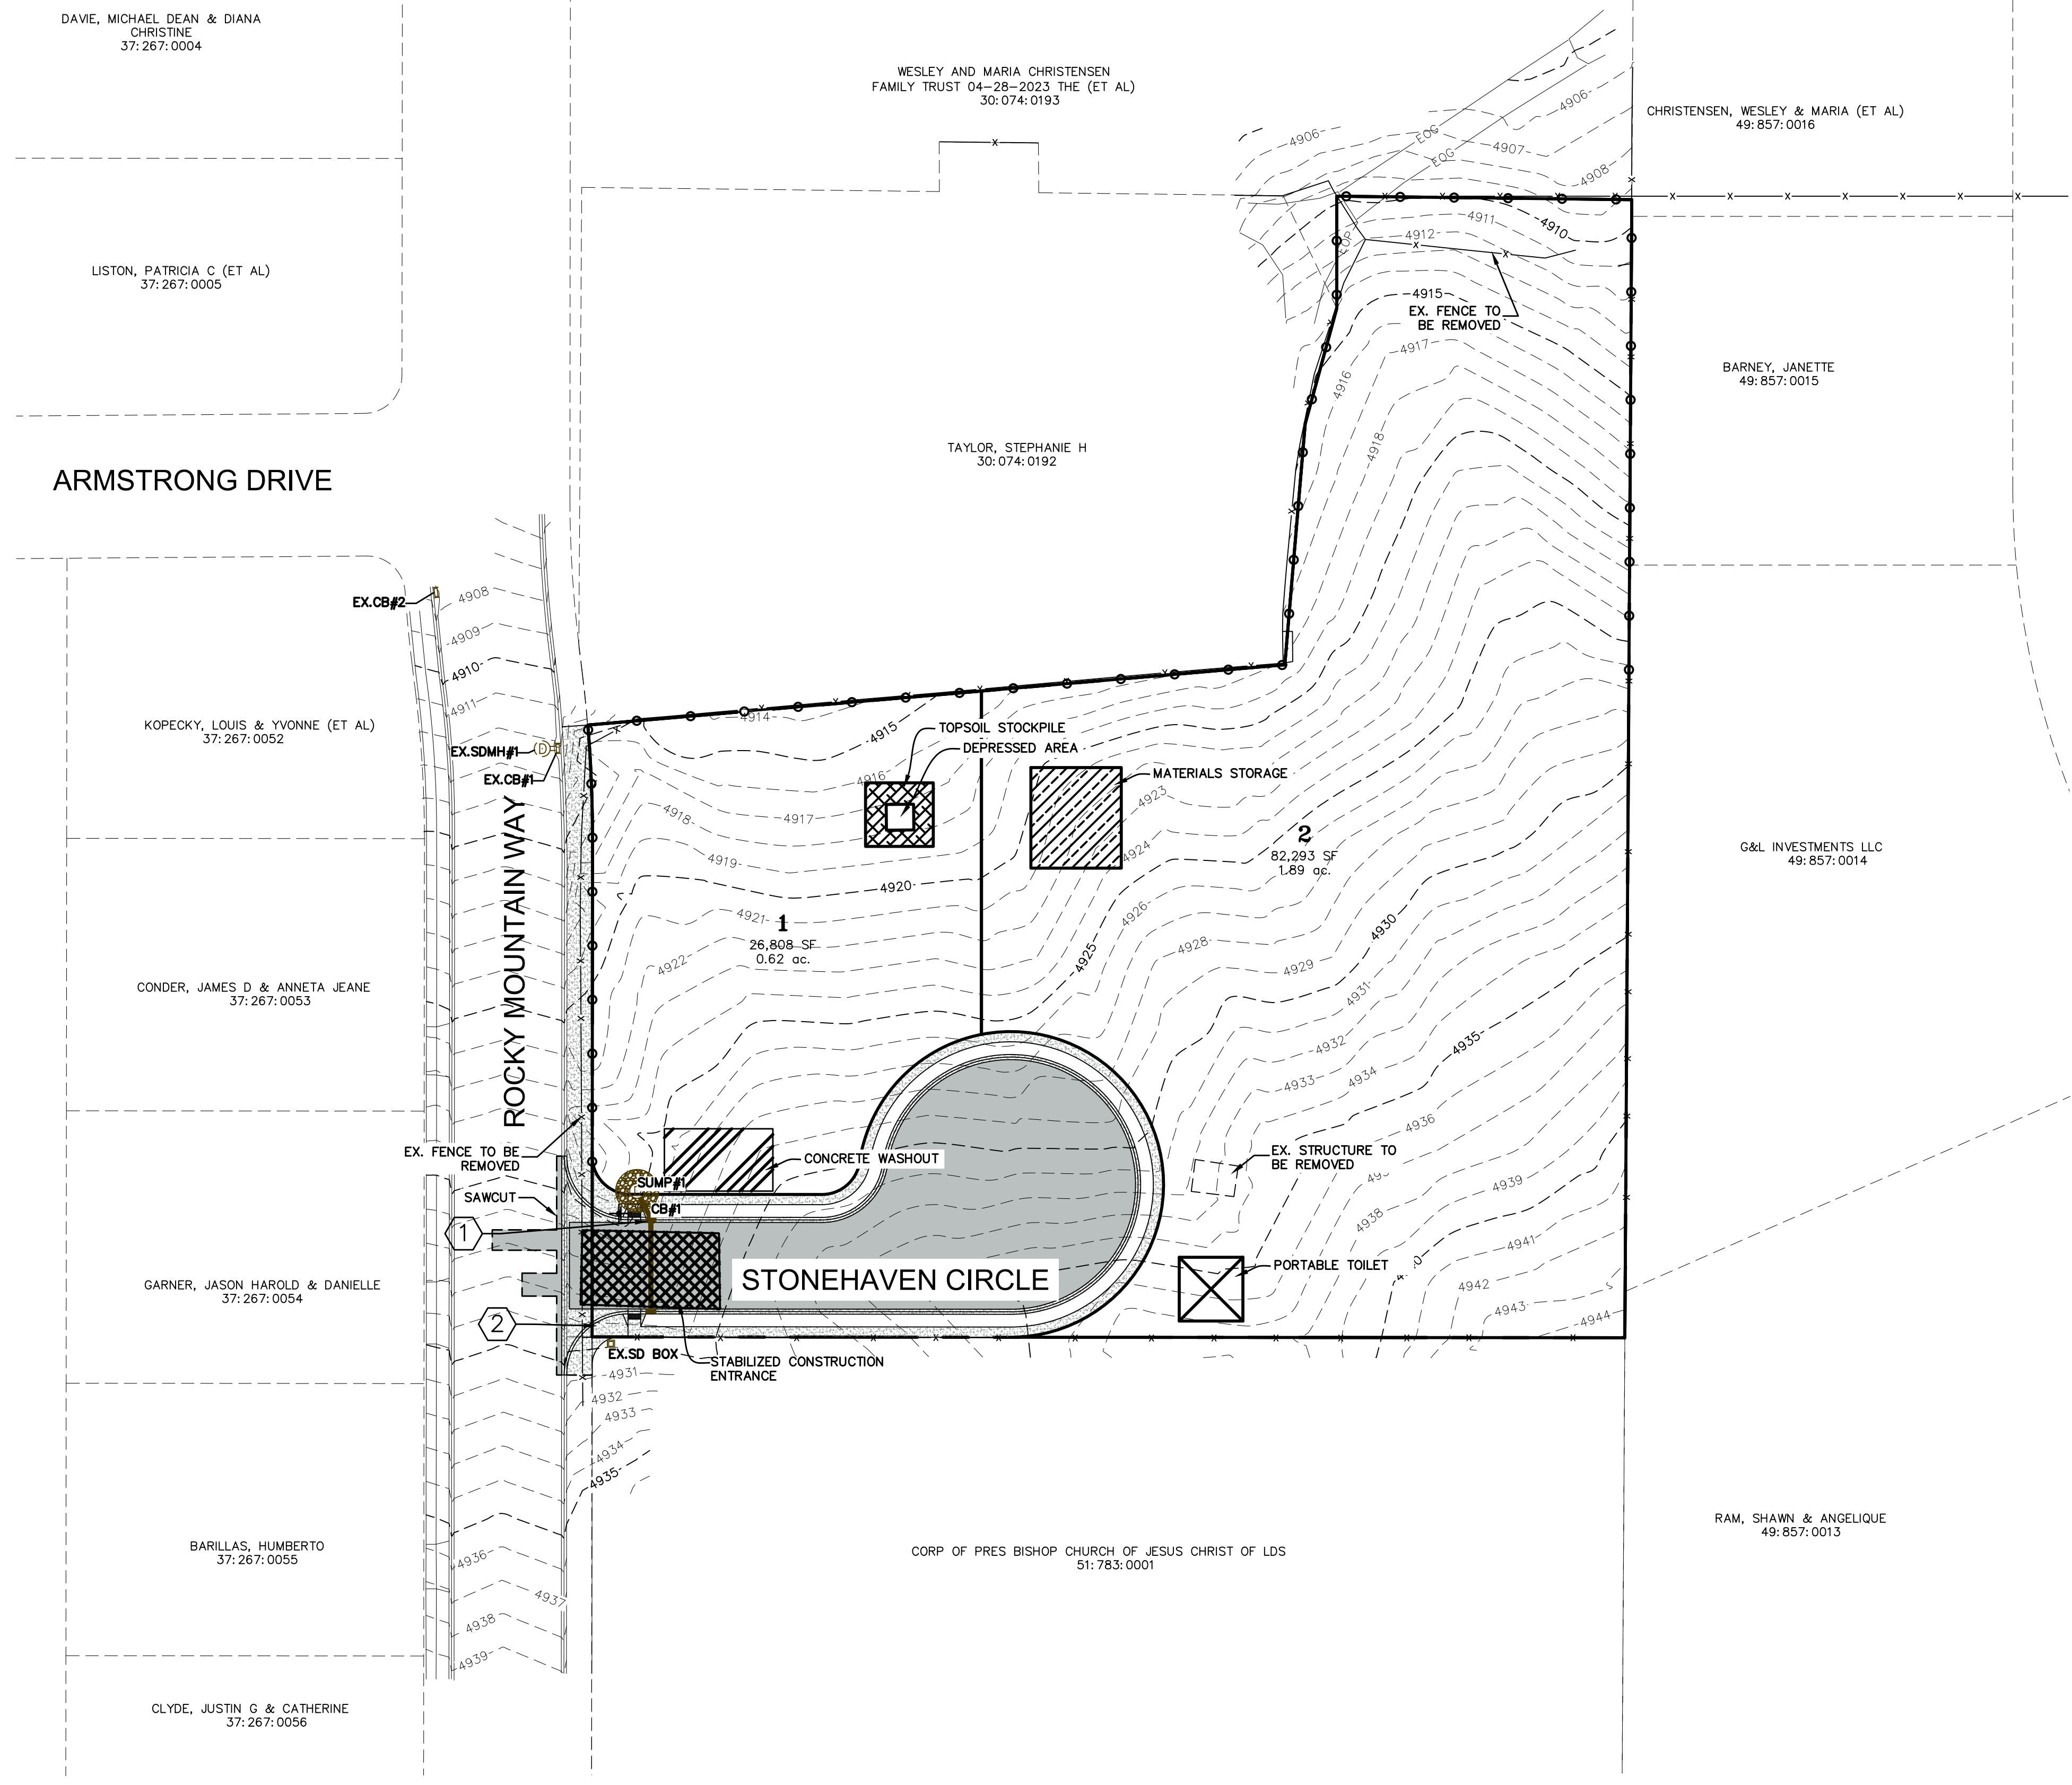 DAVIE, MICHAEL DEAN & DIANA
CHRISTINE
37:267:0004
WESLEY AND MARIA CHRISTENSEN
FAMILY TRUST 04-28-2023 THE (ET AL)
30:074:0193
CHRISTENSEN, WESLEY & MARIA (ET AL)
49:857:0016
4906
4906
EOG
EOG
4907
4908
LISTON, PATRICIA C (ET AL)
37:267:0005
4911
4910
4912
EOP
4915
EX. FENCE TO
BE REMOVED
4917
4916
4918
BARNEY, JANETTE
49:857:0015
TAYLOR, STEPHANIE H
30:074:0192
ARMSTRONG DRIVE
EX.CB#2
4908
4909
4910
4911
KOPECKY, LOUIS & YVONNE (ET AL)
37:267:0052
EX.SDMH#1
D
EX.CB#1
4914
4915
TOPSOIL STOCKPILE
DEPRESSED AREA
4916
MATERIALS STORAGE
4923
4918
4917
4919
4924
2
82,293 SF
1.89 ac.
G&L INVESTMENTS LLC
49:857:0014
4920
4921
1
26,808 SF
0.62 ac.
4922
4926
4925
4928
4930
4929
4931
ROCKY MOUNTAIN WAY
CONDER, JAMES D & ANNETA JEANE
37:267:0053
4932
4935
4933
4934
4936
EX. FENCE TO BE
REMOVED
CONCRETE WASHOUT
EX. STRUCTURE TO
BE REMOVED
SUMP#1
SAWCUT
CB#1
4939
4938
1
4941
GARNER, JASON HAROLD & DANIELLE
37:267:0054
STONEHAVEN CIRCLE
PORTABLE TOILET
4942
4943
4944
2
EX.SD BOX
STABILIZED CONSTRUCTION
ENTRANCE
4931
4932
4933
4934
4935
BARILLAS, HUMBERTO
37:267:0055
CORP OF PRES BISHOP CHURCH OF JESUS CHRIST OF LDS
51:783:0001
RAM, SHAWN & ANGELIQUE
49:857:0013
4936
4937
4938
4939
CLYDE, JUSTIN G & CATHERINE
37:267:0056